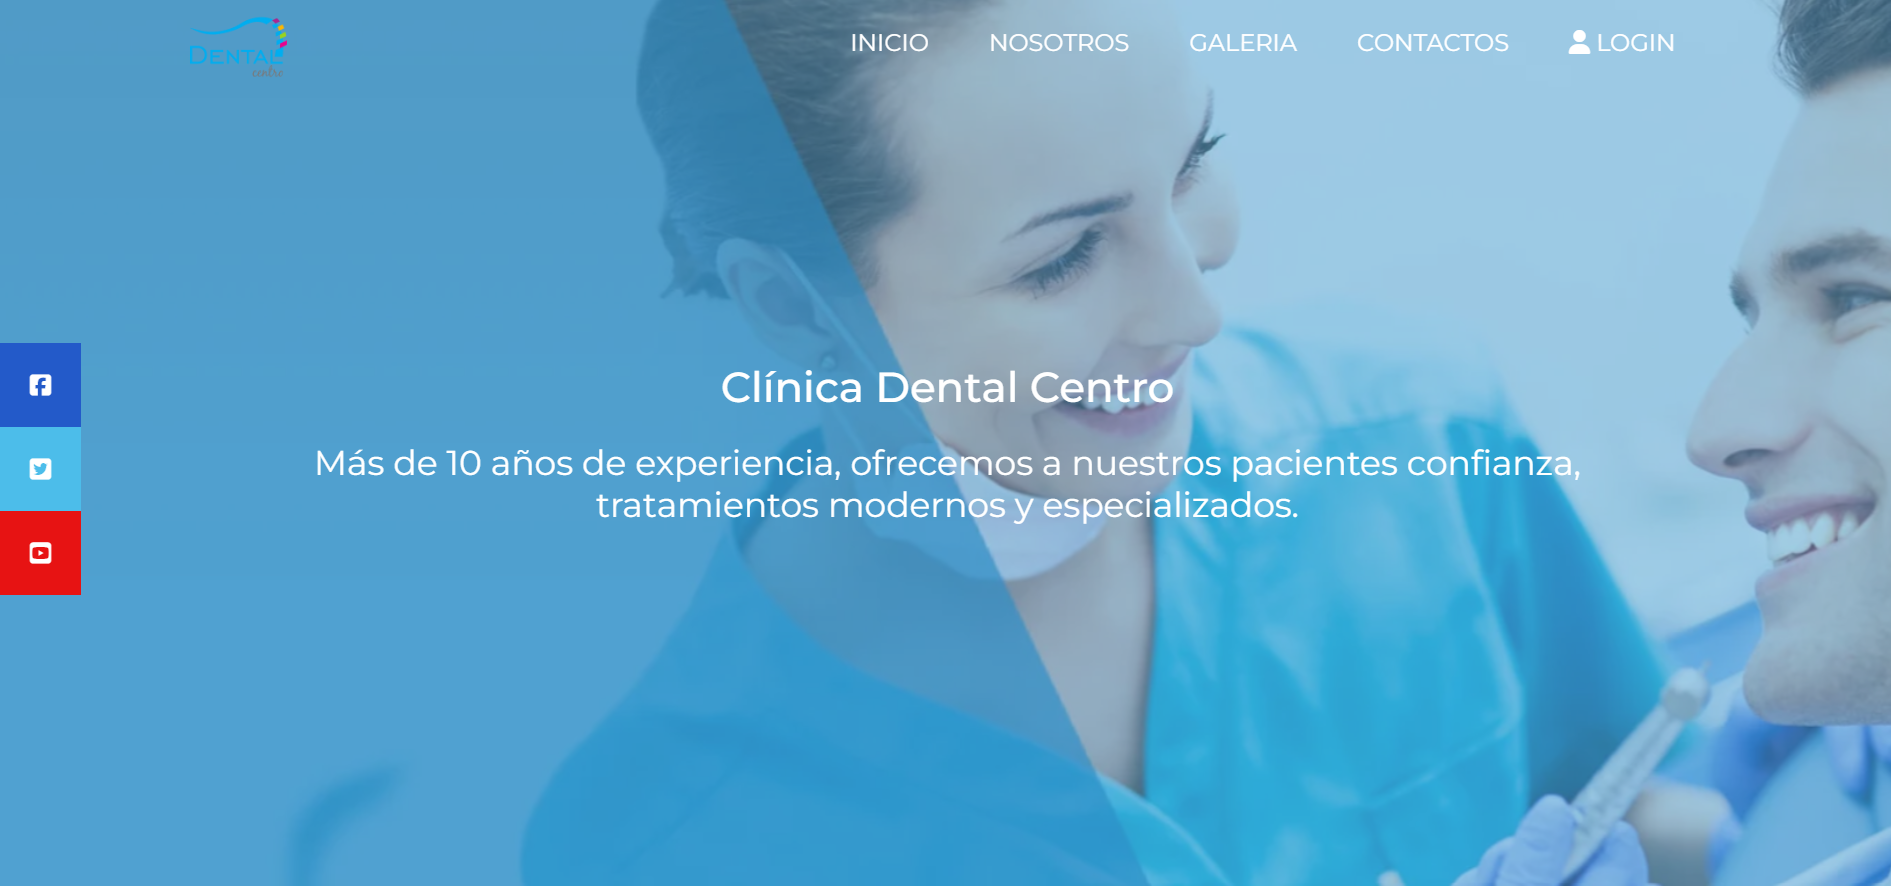 DENTAL
centro
INICIO
NOSOTROS
GALERIA
CONTACTOS
LOGIN
Clínica Dental Centro
Más de 10 años de experiencia, ofrecemos a nuestros pacientes confianza,
tratamientos modernos y especializados.